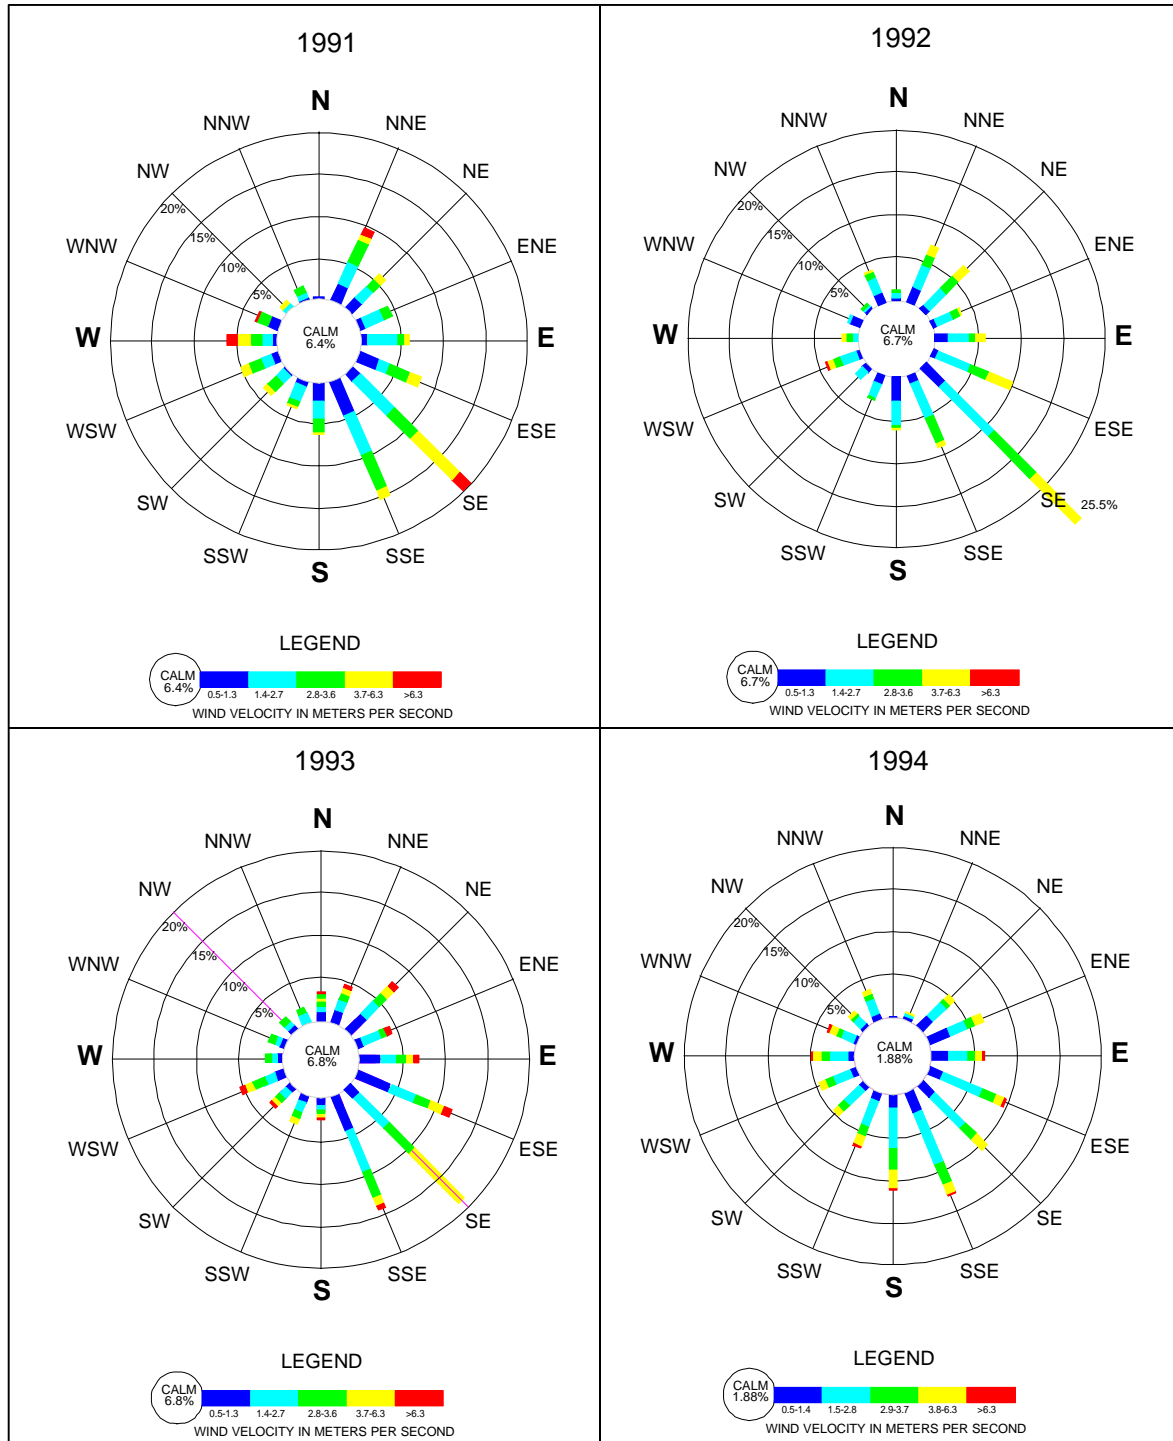 1991
N
NNW NNE
NW NE
20%
15%
WNW ENE
10%
5%
W CALM E
6.4%
WSW ESE
SW SE
SSW SSE
S
LEGEND
CALM
6.4%
0.5-1.3 1.4-2.7 2.8-3.6 3.7-6.3 >6.3
WIND VELOCITY IN METERS PER SECOND
1992
N
NNW NNE
NW NE
20%
15%
WNW ENE
10%
5%
W CALM E
6.7%
WSW ESE
SW SE 25.5%
SSW SSE
S
LEGEND
CALM
6.7%
0.5-1.3 1.4-2.7 2.8-3.6 3.7-6.3 >6.3
WIND VELOCITY IN METERS PER SECOND
1993
N
NNW NNE
NW NE
20%
15%
WNW ENE
10%
5%
W CALM E
6.8%
WSW ESE
SW SE
SSW SSE
S
LEGEND
CALM
6.8%
0.5-1.3 1.4-2.7 2.8-3.6 3.7-6.3 >6.3
WIND VELOCITY IN METERS PER SECOND
1994
N
NNW NNE
NW NE
20%
15%
WNW ENE
10%
5%
W CALM E
1.88%
WSW ESE
SW SE
SSW SSE
S
LEGEND
CALM
1.88%
0.5-1.4 1.5-2.8 2.9-3.7 3.8-6.3 >6.3
WIND VELOCITY IN METERS PER SECOND